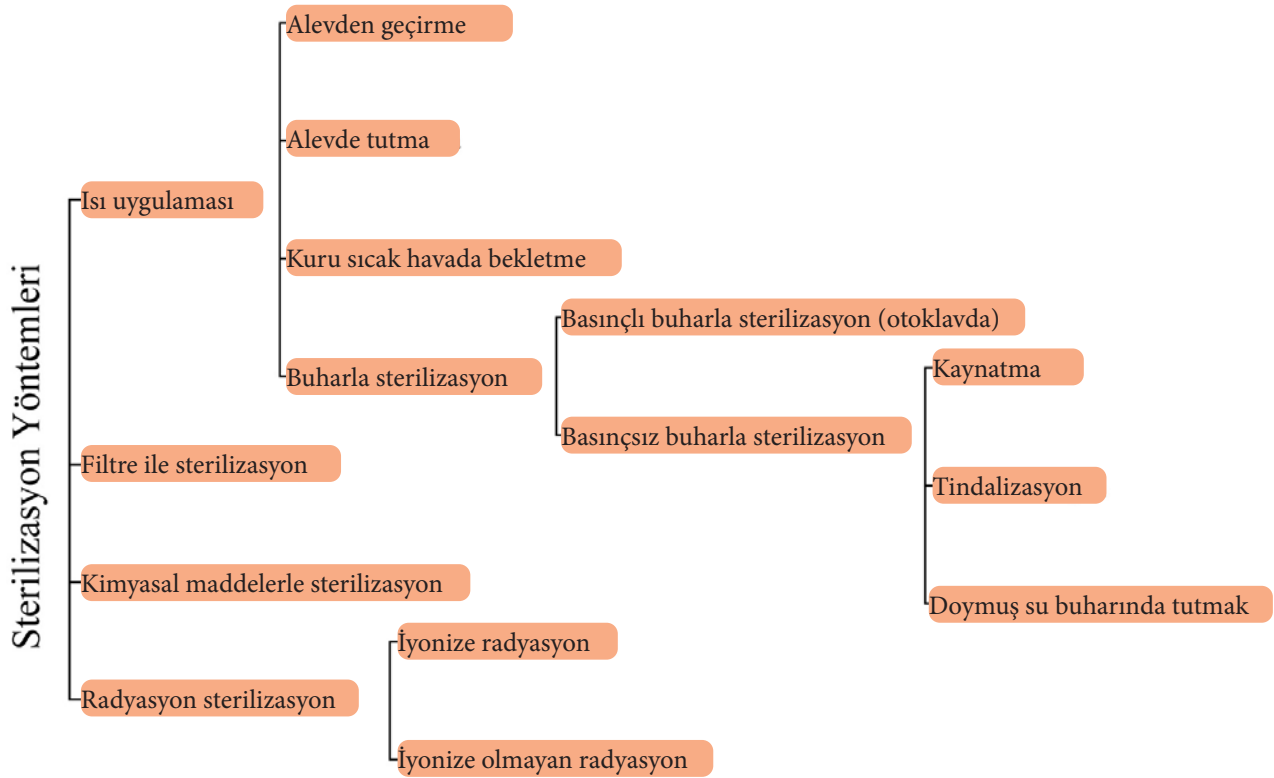 Sterilizasyon Yöntemleri
Isı uygulaması
Alevden geçirme
Alevde tutma
Kuru sıcak havada bekletme
Buharla sterilizasyon
Basınçlı buharla sterilizasyon (otoklavda)
Basınçsız buharla sterilizasyon
Kaynatma
Tindalizasyon
Doymuş su buharında tutmak
Filtre ile sterilizasyon
Kimyasal maddelerle sterilizasyon
Radyasyon sterilizasyon
İyonize radyasyon
İyonize olmayan radyasyon